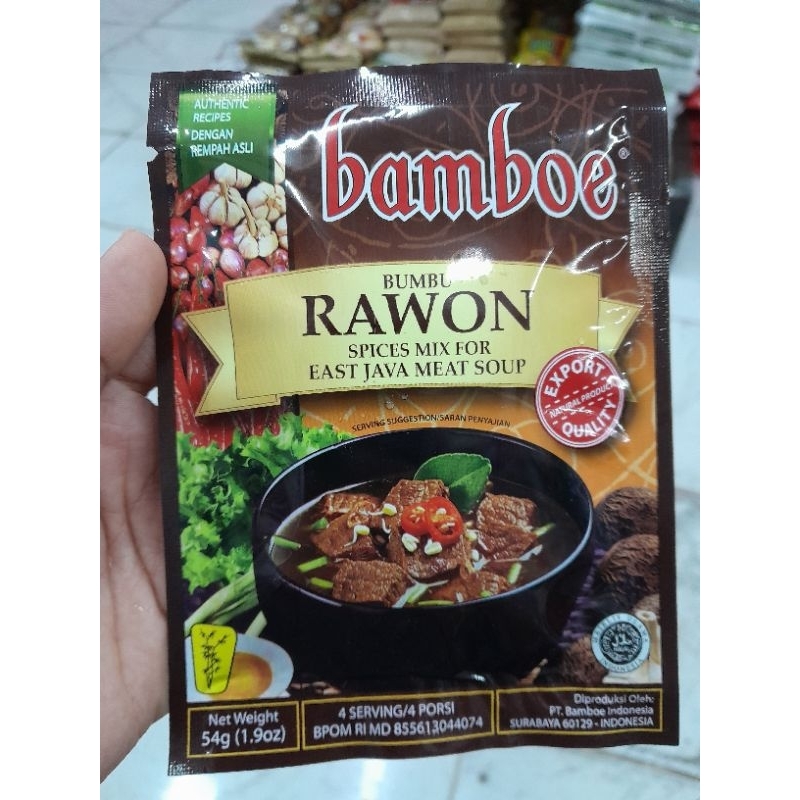 AUTHENTIC
RECIPES
DENGAN
REMPAH ASLI
bamboe®
BUMBU
RAWON
SPICES MIX FOR
EAST JAVA MEAT SOUP
EXPORT
NATURAL PRODUCT
QUALITY
SERVING SUGGESTION/SARAN PENYAJIAN
Net Weight
54g (1.9oz)
4 SERVING/4 PORSI
BPOM RI MD 855613044074
Diproduksi Oleh:
PT. Bamboe Indonesia
SURABAYA 60129 - INDONESIA